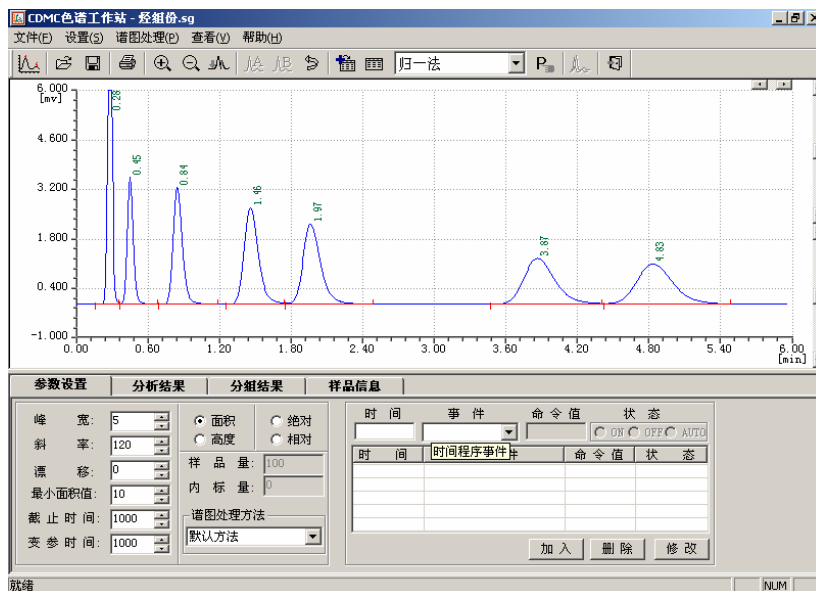 CDMC色谱工作站 - 烃组份.sg
文件(F) 设置(S) 谱图处理(P) 查看(V) 帮助(H)
归一法
6.000
[mv]
4.600
3.200
1.800
0.400
-1.000
0.28
0.45
0.84
1.46
1.97
3.87
4.83
0.00 0.60 1.20 1.80 2.40 3.00 3.60 4.20 4.80 5.40 6.00
[min]
参数设置 分析结果 分组结果 样品信息
峰 宽: 5
斜 率: 120
漂 移: 0
最小面积值: 10
截止时间: 1000
变参时间: 1000
面积 绝对
高度 相对
样品量: 100
内标量: 0
谱图处理方法
默认方法
时 间 事 件 命令值 状 态
ON OFF AUTO
时 间 件 命令值 状 态
时间程序事件
加入 删除 修改
就绪 NUM